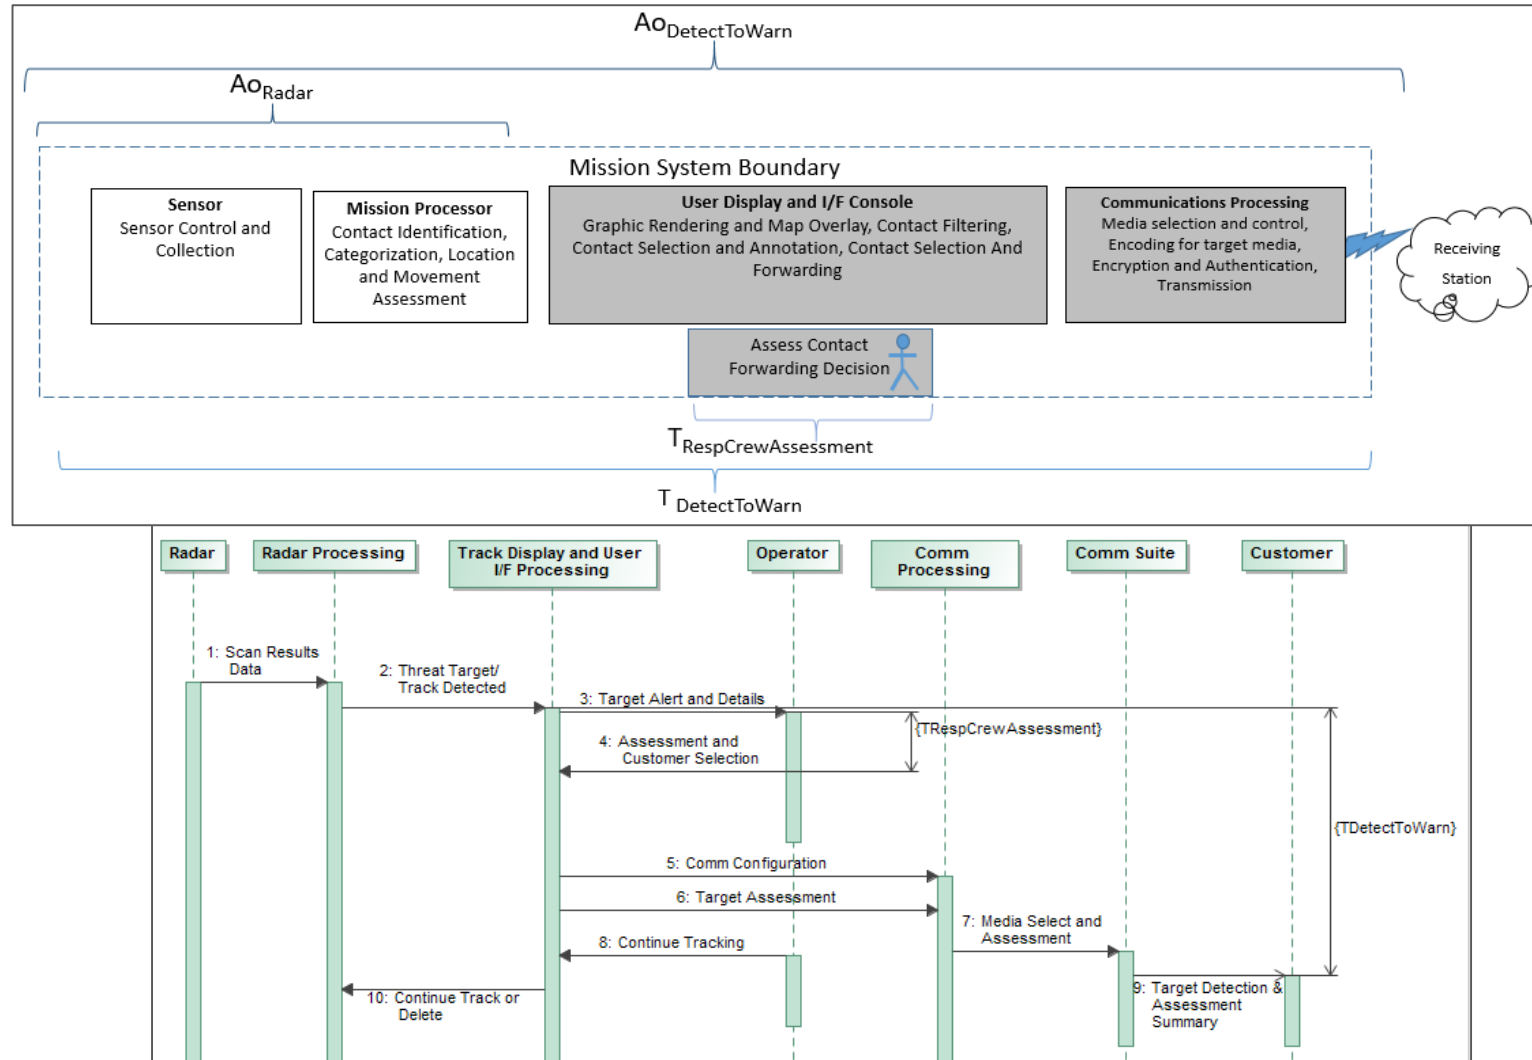 AoDetectToWarn
AoRadar
Mission System Boundary
Sensor
Sensor Control and
Collection
Mission Processor
Contact Identification,
Categorization, Location
and Movement
Assessment
User Display and I/F Console
Graphic Rendering and Map Overlay, Contact Filtering,
Contact Selection and Annotation, Contact Selection And
Forwarding
Communications Processing
Media selection and control,
Encoding for target media,
Encryption and Authentication,
Transmission
Receiving
Station
Assess Contact
Forwarding Decision
TRespCrewAssessment
T DetectToWarn
Radar
Radar Processing
Track Display and User
I/F Processing
Operator
Comm
Processing
Comm Suite
Customer
1: Scan Results
Data
2: Threat Target/
Track Detected
3: Target Alert and Details
{TRespCrewAssessment}
4: Assessment and
Customer Selection
{TDetectToWarn}
5: Comm Configuration
6: Target Assessment
7: Media Select and
Assessment
8: Continue Tracking
9: Target Detection &
Assessment
Summary
10: Continue Track or
Delete